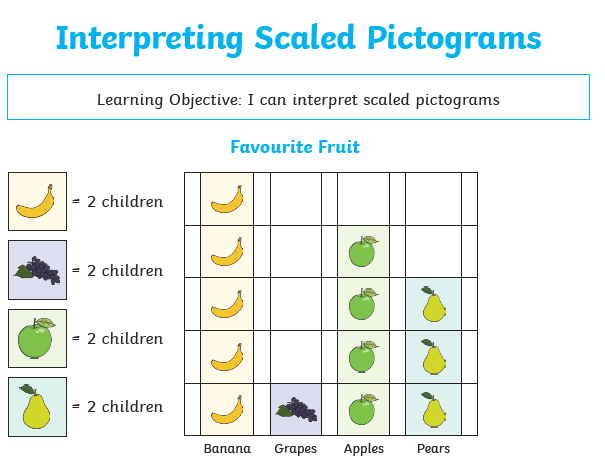 Interpreting Scaled Pictograms
Learning Objective: I can interpret scaled pictograms
Favourite Fruit
= 2 children
= 2 children
= 2 children
= 2 children
Banana Grapes Apples Pears